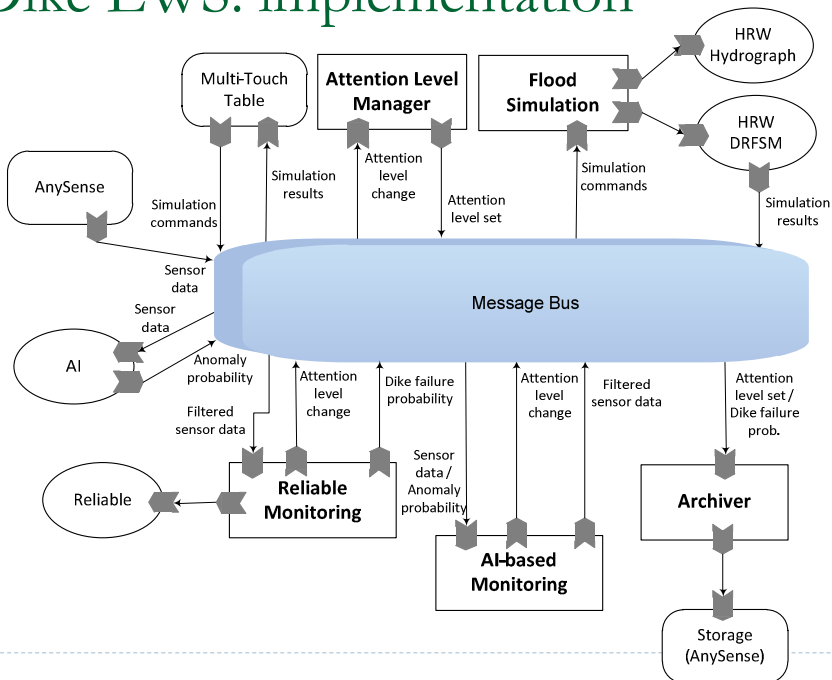 Dike EWS: implementation
HRW
Hydrograph
Multi-Touch
Table
Attention Level
Manager
Flood
Simulation
HRW
DRFSM
AnySense
Simulation
commands
Simulation
results
Attention
level
change
Attention
level set
Simulation
commands
Simulation
results
Sensor
data
Sensor
data
Message Bus
AI
Anomaly
probability
Filtered
sensor data
Attention
level
change
Dike failure
probability
Sensor
data /
Anomaly
probability
Attention
level
change
Filtered
sensor data
Attention
level set /
Dike failure
prob.
Reliable
Reliable
Monitoring
AI-based
Monitoring
Archiver
Storage
(AnySense)